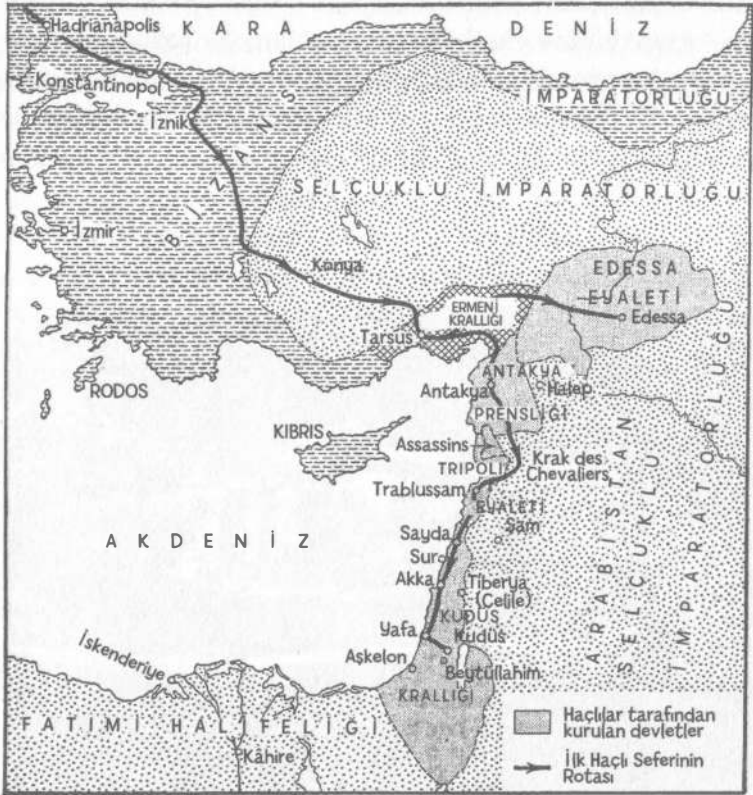 Hadrianapolis
KARA DENİZ
Konstantinopol
İznik
İMPARATORLUĞU
BİZANS
SELÇUKLU İMPARATORLUĞU
İzmir
Konya
EDESSA
EYALETİ
Edessa
ERMENİ
KRALLIĞI
Tarsus
RODOS
ANTAKYA
Antakya
Halep
PRENSLİĞİ
KIBRIS
Assassins
TRIPOLI
Krak des
Chevaliers
Trablusşam
EYALETİ
Şam
AKDENİZ
Sayda
Sur
Akka
Tiberya
(Celile)
KUDÜS
Yafa
Kudüs
Aşkelon
Beytüllahim
KRALLIĞI
ARABİSTAN
SELÇUKLU
İMPARATORLUĞU
İskenderiye
FATIMİ HALİFELİĞİ
Kâhire
Haçlılar tarafından
kurulan devletler
İlk Haçlı Seferinin
Rotası